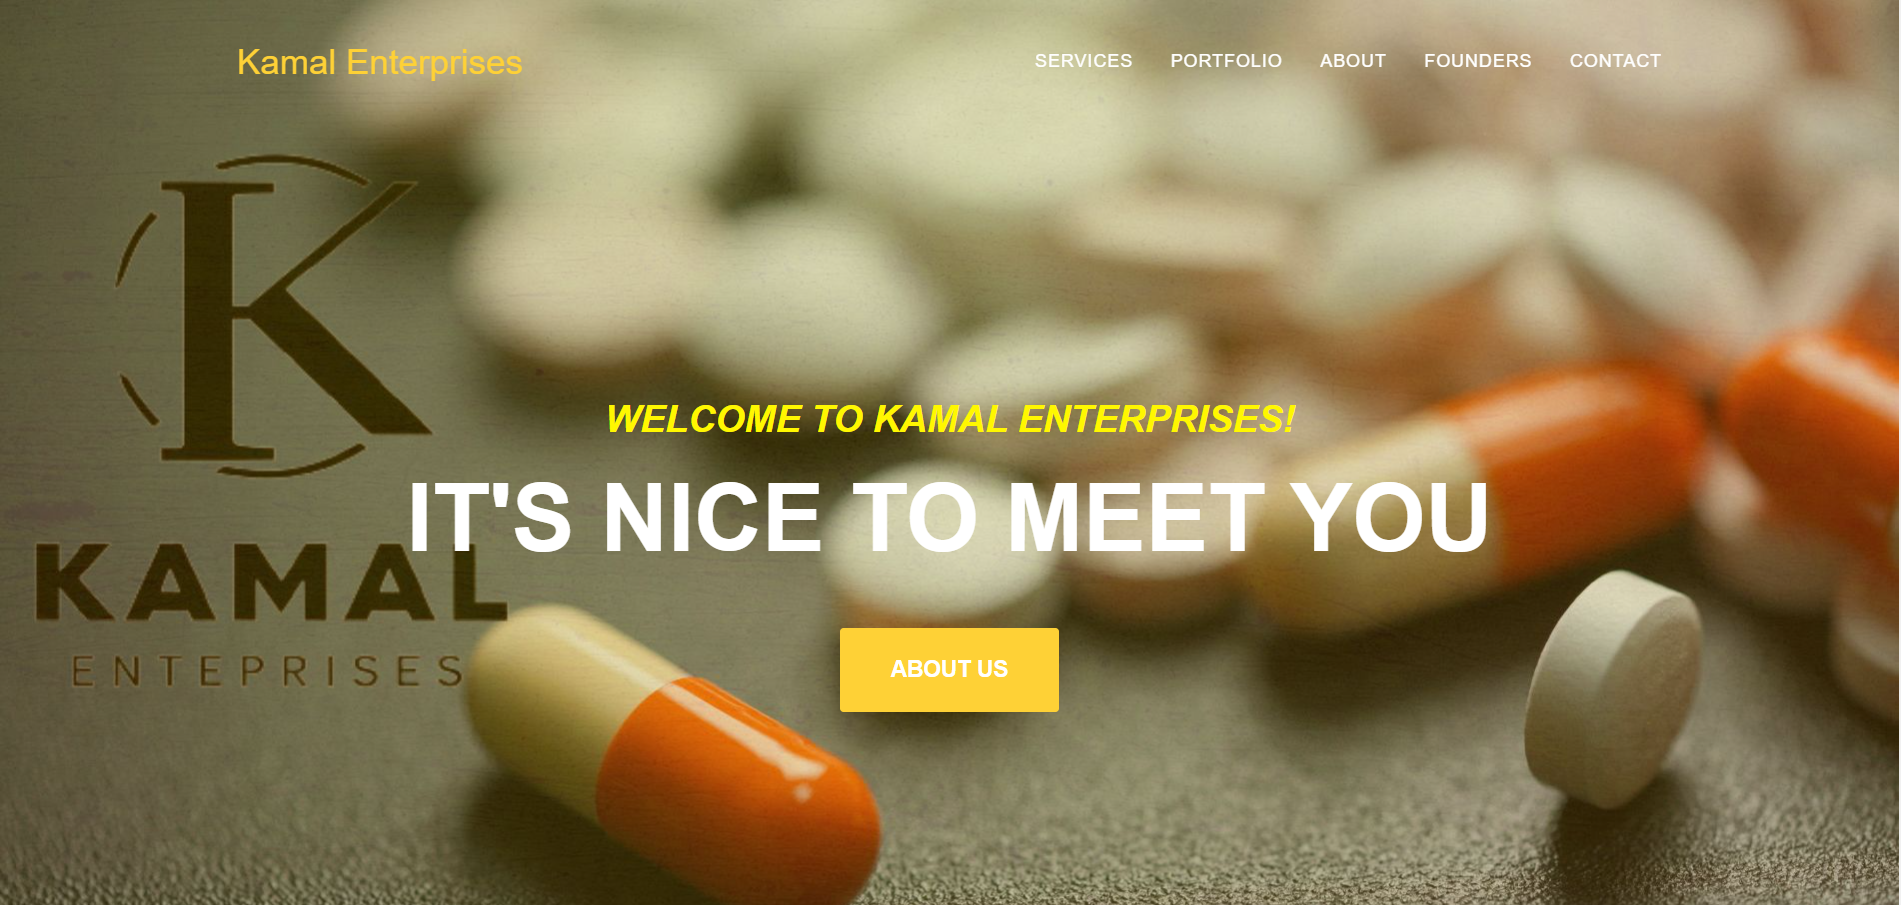 Kamal Enterprises
SERVICES PORTFOLIO ABOUT FOUNDERS CONTACT
K
WELCOME TO KAMAL ENTERPRISES!
IT'S NICE TO MEET YOU
KAMAL
ENTEPRISES
ABOUT US